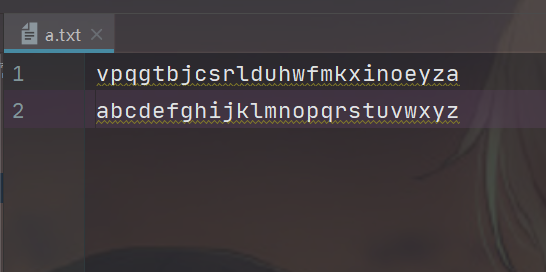 a.txt
1 vpqgtbjcsrlduhwfmkxinoeyza
2 abcdefghijklmnopqrstuvwxyz